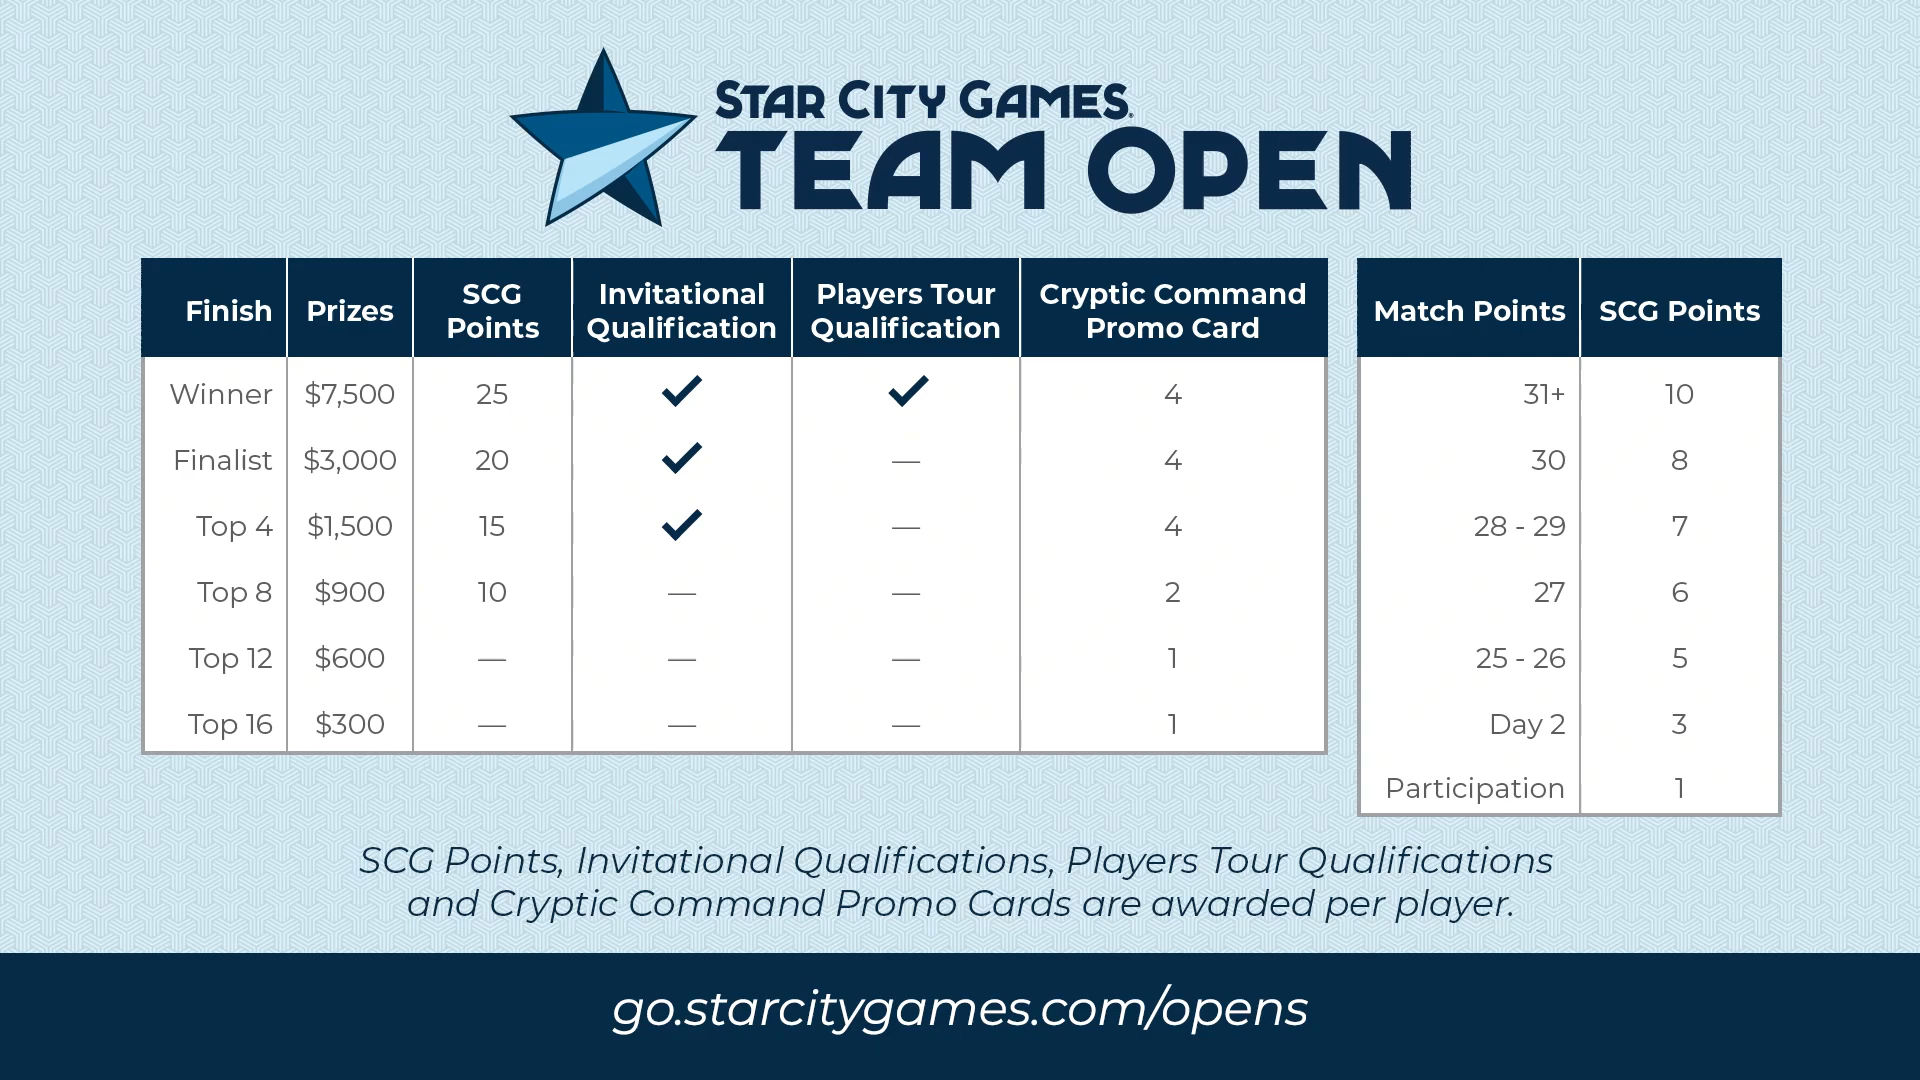 STAR CITY GAMES.
TEAM OPEN
Finish Prizes SCG Points Invitational Qualification Players Tour Qualification Cryptic Command Promo Card
Winner $7,500 25 ✓ ✓ 4
Finalist $3,000 20 ✓ — 4
Top 4 $1,500 15 ✓ — 4
Top 8 $900 10 — — 2
Top 12 $600 — — — 1
Top 16 $300 — — — 1
Match Points SCG Points
31+ 10
30 8
28 - 29 7
27 6
25 - 26 5
Day 2 3
Participation 1
SCG Points, Invitational Qualifications, Players Tour Qualifications
and Cryptic Command Promo Cards are awarded per player.
go.starcitygames.com/opens